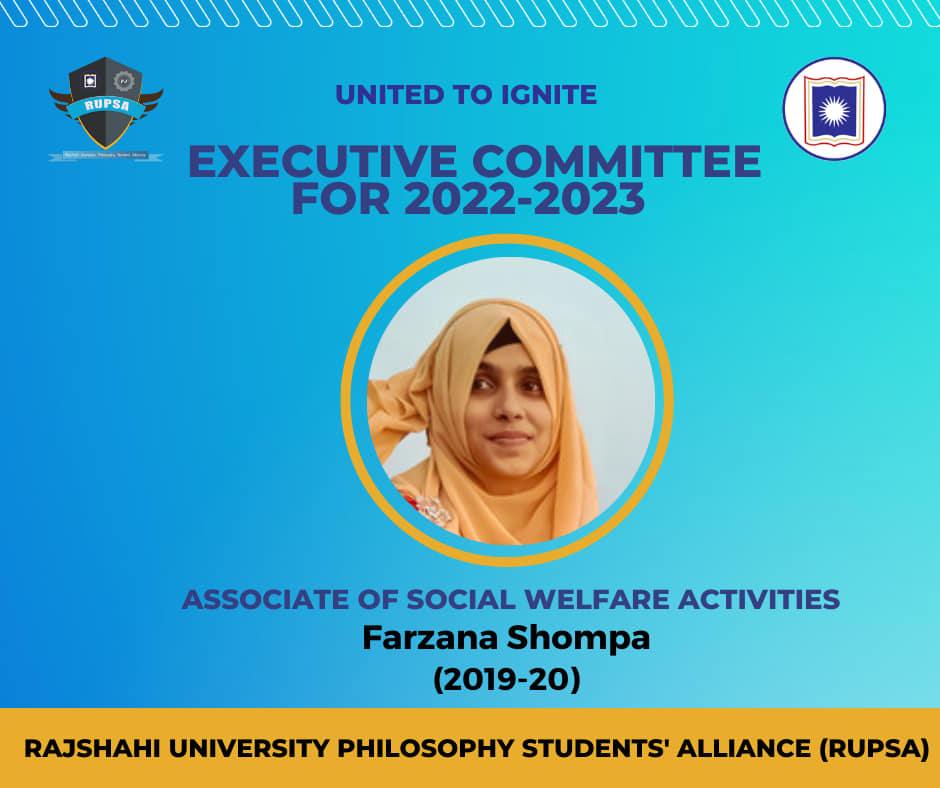 RUPSA
UNITED TO IGNITE
EXECUTIVE COMMITTEE
FOR 2022-2023
ASSOCIATE OF SOCIAL WELFARE ACTIVITIES
Farzana Shompa
(2019-20)
RAJSHAHI UNIVERSITY PHILOSOPHY STUDENTS' ALLIANCE (RUPSA)